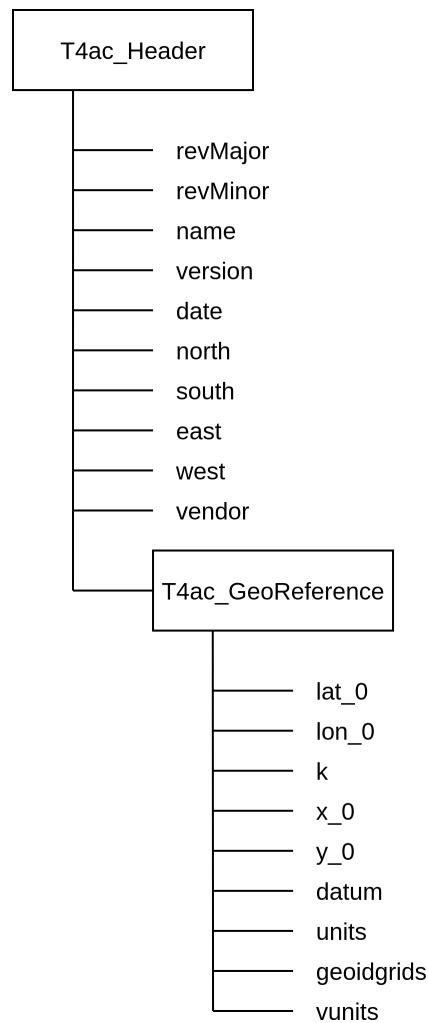 T4ac_Header
revMajor
revMinor
name
version
date
north
south
east
west
vendor
T4ac_GeoReference
lat_0
lon_0
k
x_0
y_0
datum
units
geoidgrids
vunits